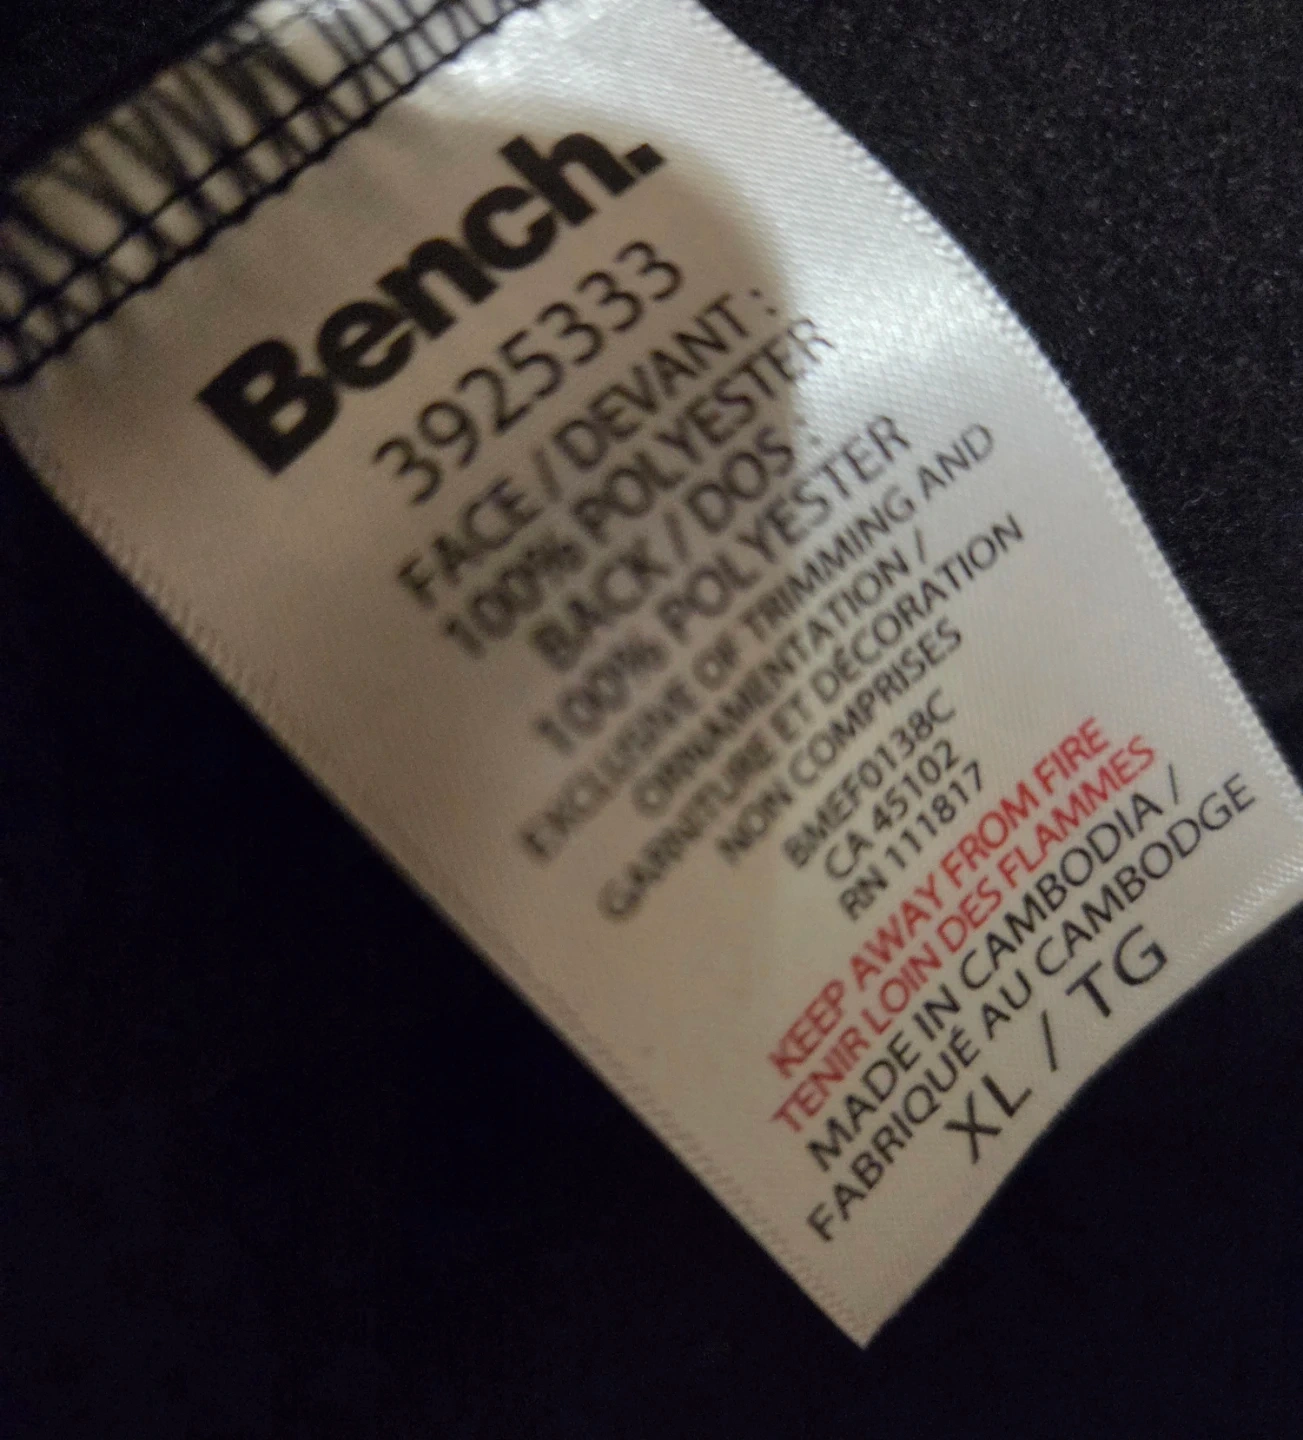 Bench.
3925333
FACE / DEVANT :
100% POLYESTER
BACK / DOS :
100% POLYESTER
EXCLUSIVE OF TRIMMING AND
ORNAMENTATION /
GARNITURE ET DÉCORATION
NON COMPRISES
BMEF0138C
CA 45102
RN 111817
KEEP AWAY FROM FIRE
TENIR LOIN DES FLAMMES
MADE IN CAMBODIA /
FABRIQUÉ AU CAMBODGE
XL / TG